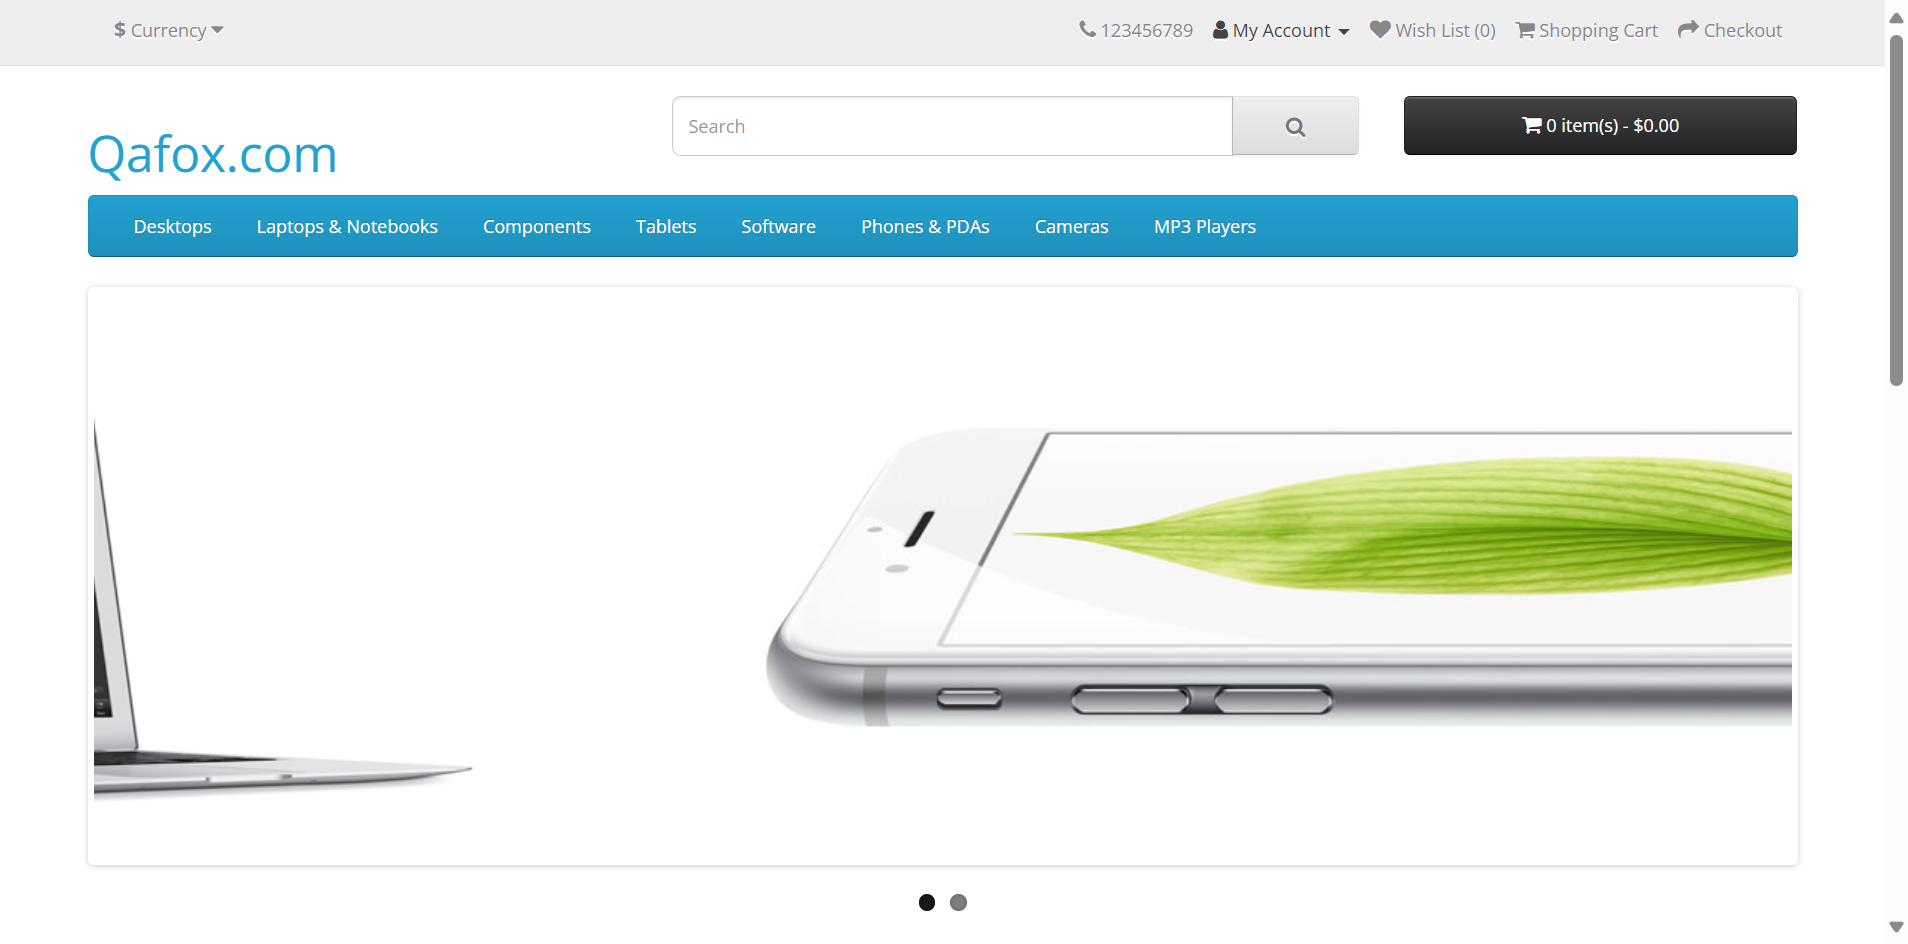 $ Currency
123456789 My Account Wish List (0) Shopping Cart Checkout
Qafox.com
Search
0 item(s) - $0.00
Desktops Laptops & Notebooks Components Tablets Software Phones & PDAs Cameras MP3 Players